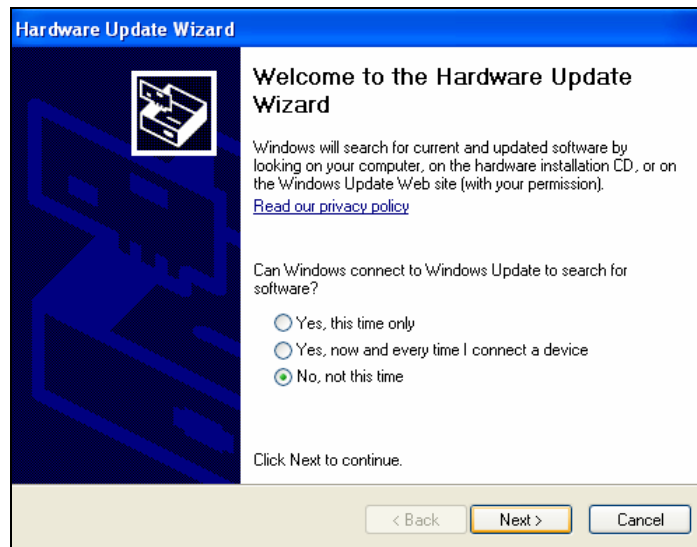 Hardware Update Wizard
Welcome to the Hardware Update
Wizard
Windows will search for current and updated software by
looking on your computer, on the hardware installation CD, or on
the Windows Update Web site (with your permission).
Read our privacy policy
Can Windows connect to Windows Update to search for
software?
Yes, this time only
Yes, now and every time I connect a device
No, not this time
Click Next to continue.
< Back
Next >
Cancel